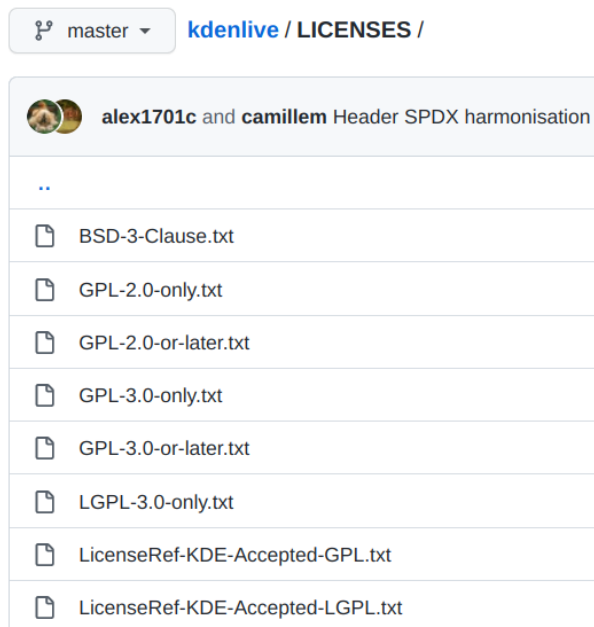 master kdenlive / LICENSES /
alex1701c and camillem Header SPDX harmonisation
..
BSD-3-Clause.txt
GPL-2.0-only.txt
GPL-2.0-or-later.txt
GPL-3.0-only.txt
GPL-3.0-or-later.txt
LGPL-3.0-only.txt
LicenseRef-KDE-Accepted-GPL.txt
LicenseRef-KDE-Accepted-LGPL.txt